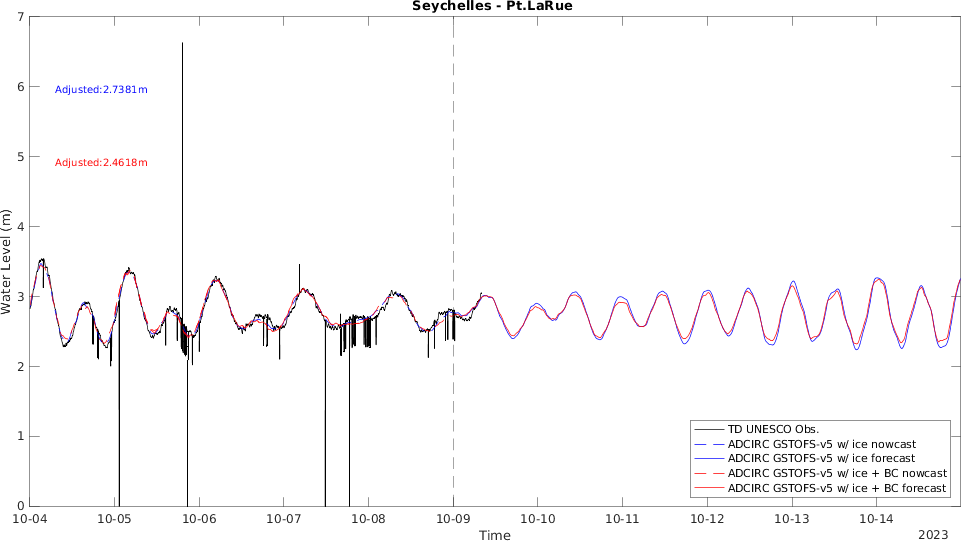 Seychelles - Pt.LaRue
Water Level (m)
7
6
5
4
3
2
1
0
Adjusted:2.7381m
Adjusted:2.4618m
TD UNESCO Obs.
ADCIRC GSTOFS-v5 w/ ice nowcast
ADCIRC GSTOFS-v5 w/ ice forecast
ADCIRC GSTOFS-v5 w/ ice + BC nowcast
ADCIRC GSTOFS-v5 w/ ice + BC forecast
10-04 10-05 10-06 10-07 10-08 10-09 10-10 10-11 10-12 10-13 10-14
Time
2023